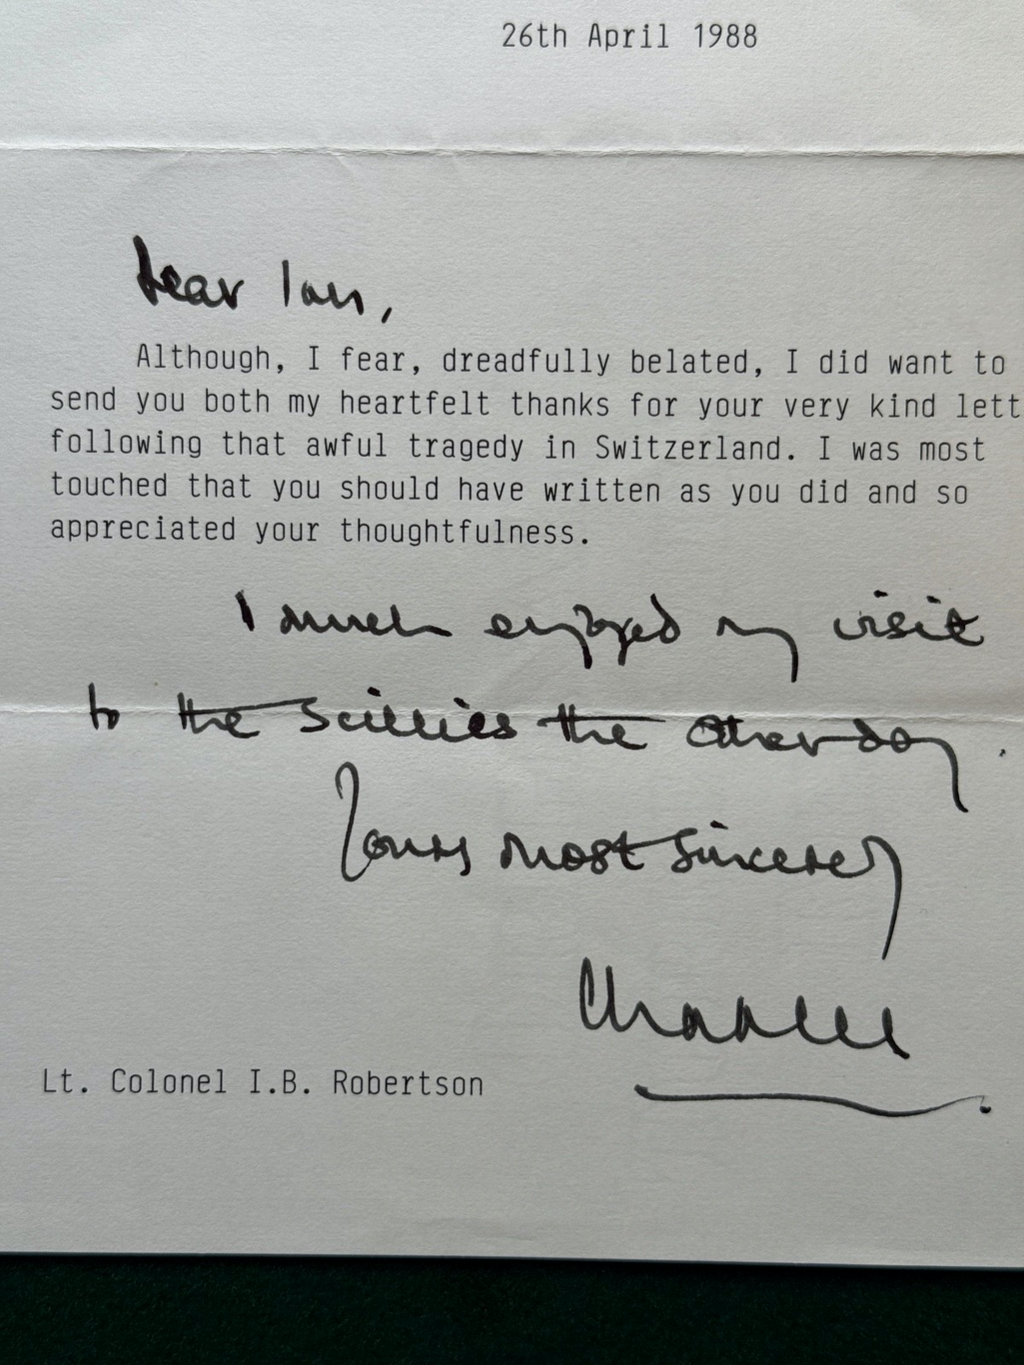 26th April 1988
Dear Ian,
Although, I fear, dreadfully belated, I did want to
send you both my heartfelt thanks for your very kind lett
following that awful tragedy in Switzerland. I was most
touched that you should have written as you did and so
appreciated your thoughtfulness.
I much enjoyed my visit
to the Scillies the other day.
Yours most sincerely
Charles
Lt. Colonel I.B. Robertson